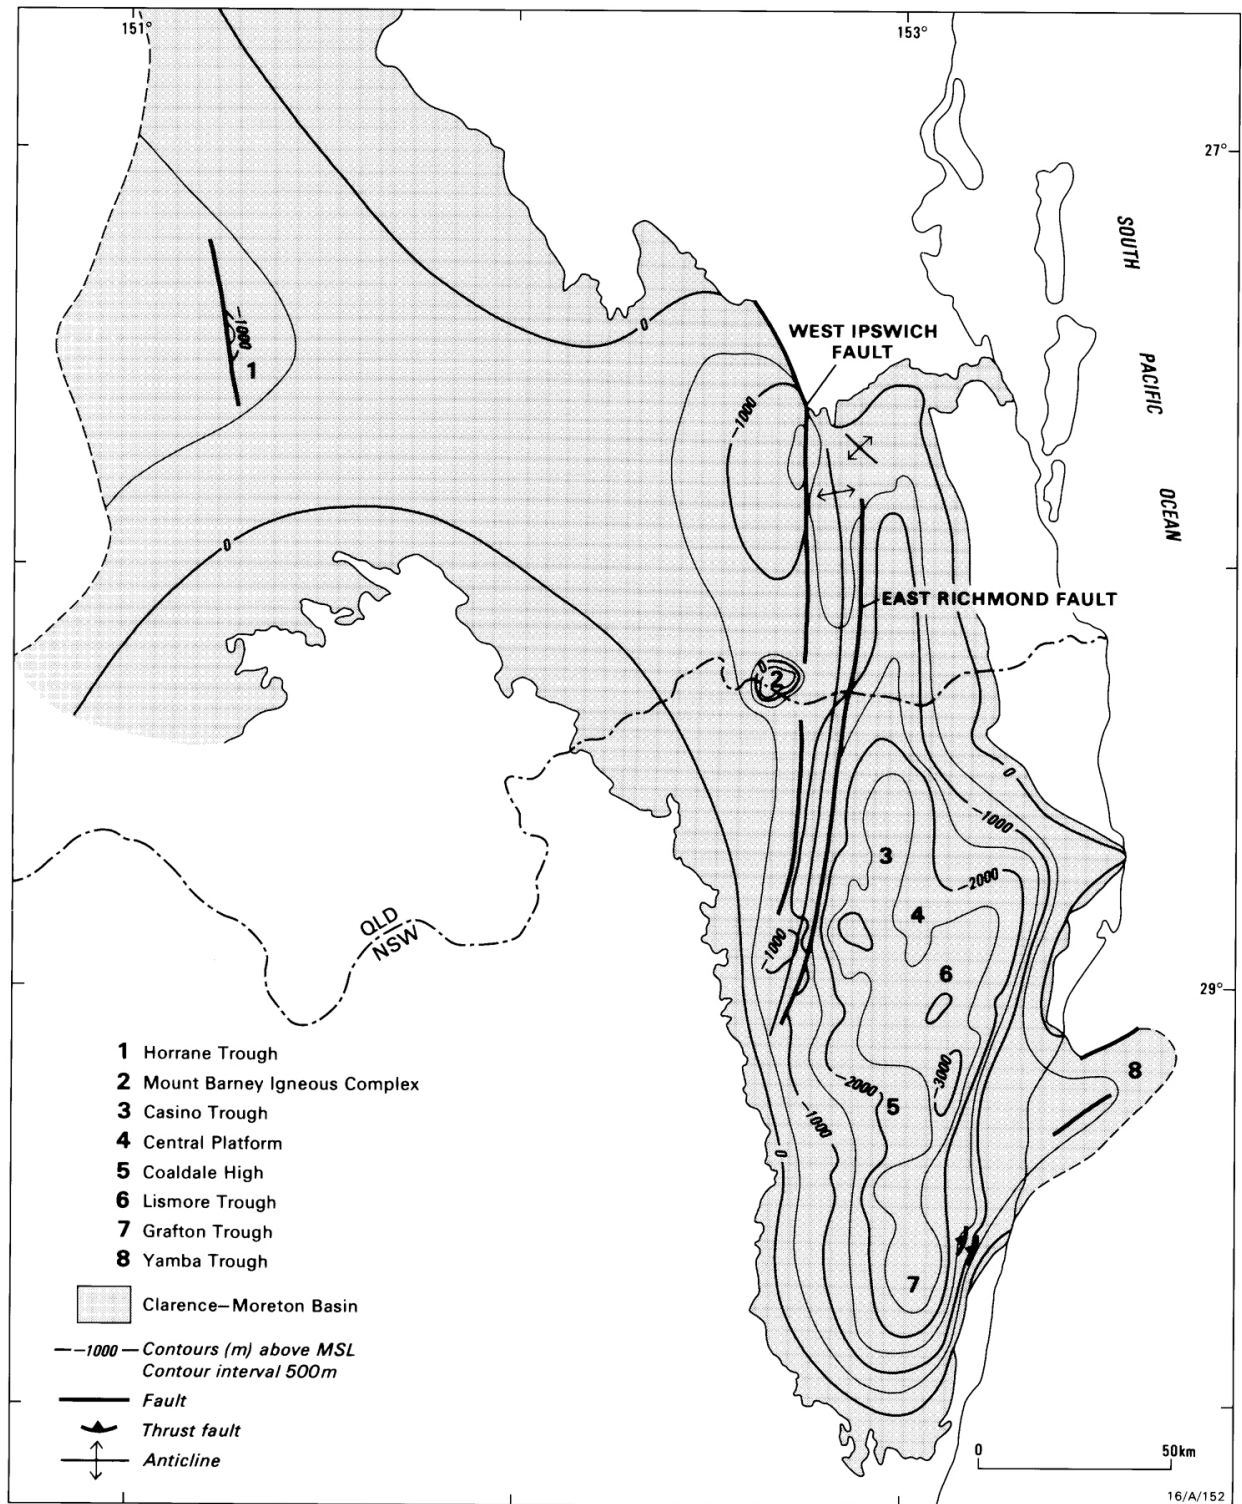 151°
153°
27°
SOUTH
PACIFIC
OCEAN
WEST IPSWICH
FAULT
0
-1000
1
-1000
0
EAST RICHMOND FAULT
0
2
0
-1000
3
-2000
4
QLD
NSW
-1000
6
29°
-3000
-2000
5
8
-1000
0
7
1 Horrane Trough
2 Mount Barney Igneous Complex
3 Casino Trough
4 Central Platform
5 Coaldale High
6 Lismore Trough
7 Grafton Trough
8 Yamba Trough
Clarence–Moreton Basin
-1000 Contours (m) above MSL
Contour interval 500m
Fault
Thrust fault
Anticline
0 50km
16/A/152